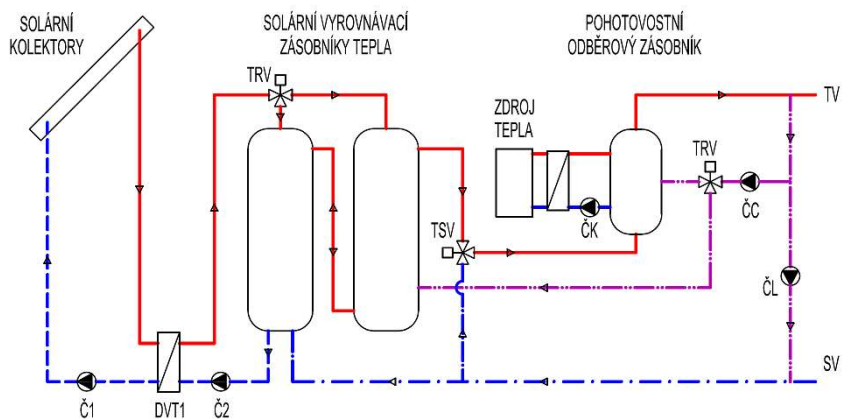 SOLÁRNÍ
KOLEKTORY
SOLÁRNÍ VYROVNÁVACÍ
ZÁSOBNÍKY TEPLA
POHOTOVOSTNÍ
ODBĚROVÝ ZÁSOBNÍK
TRV
TV
ZDROJ
TEPLA
TRV
ČC
TSV
ČK
ČL
SV
Č1
DVT1
Č2